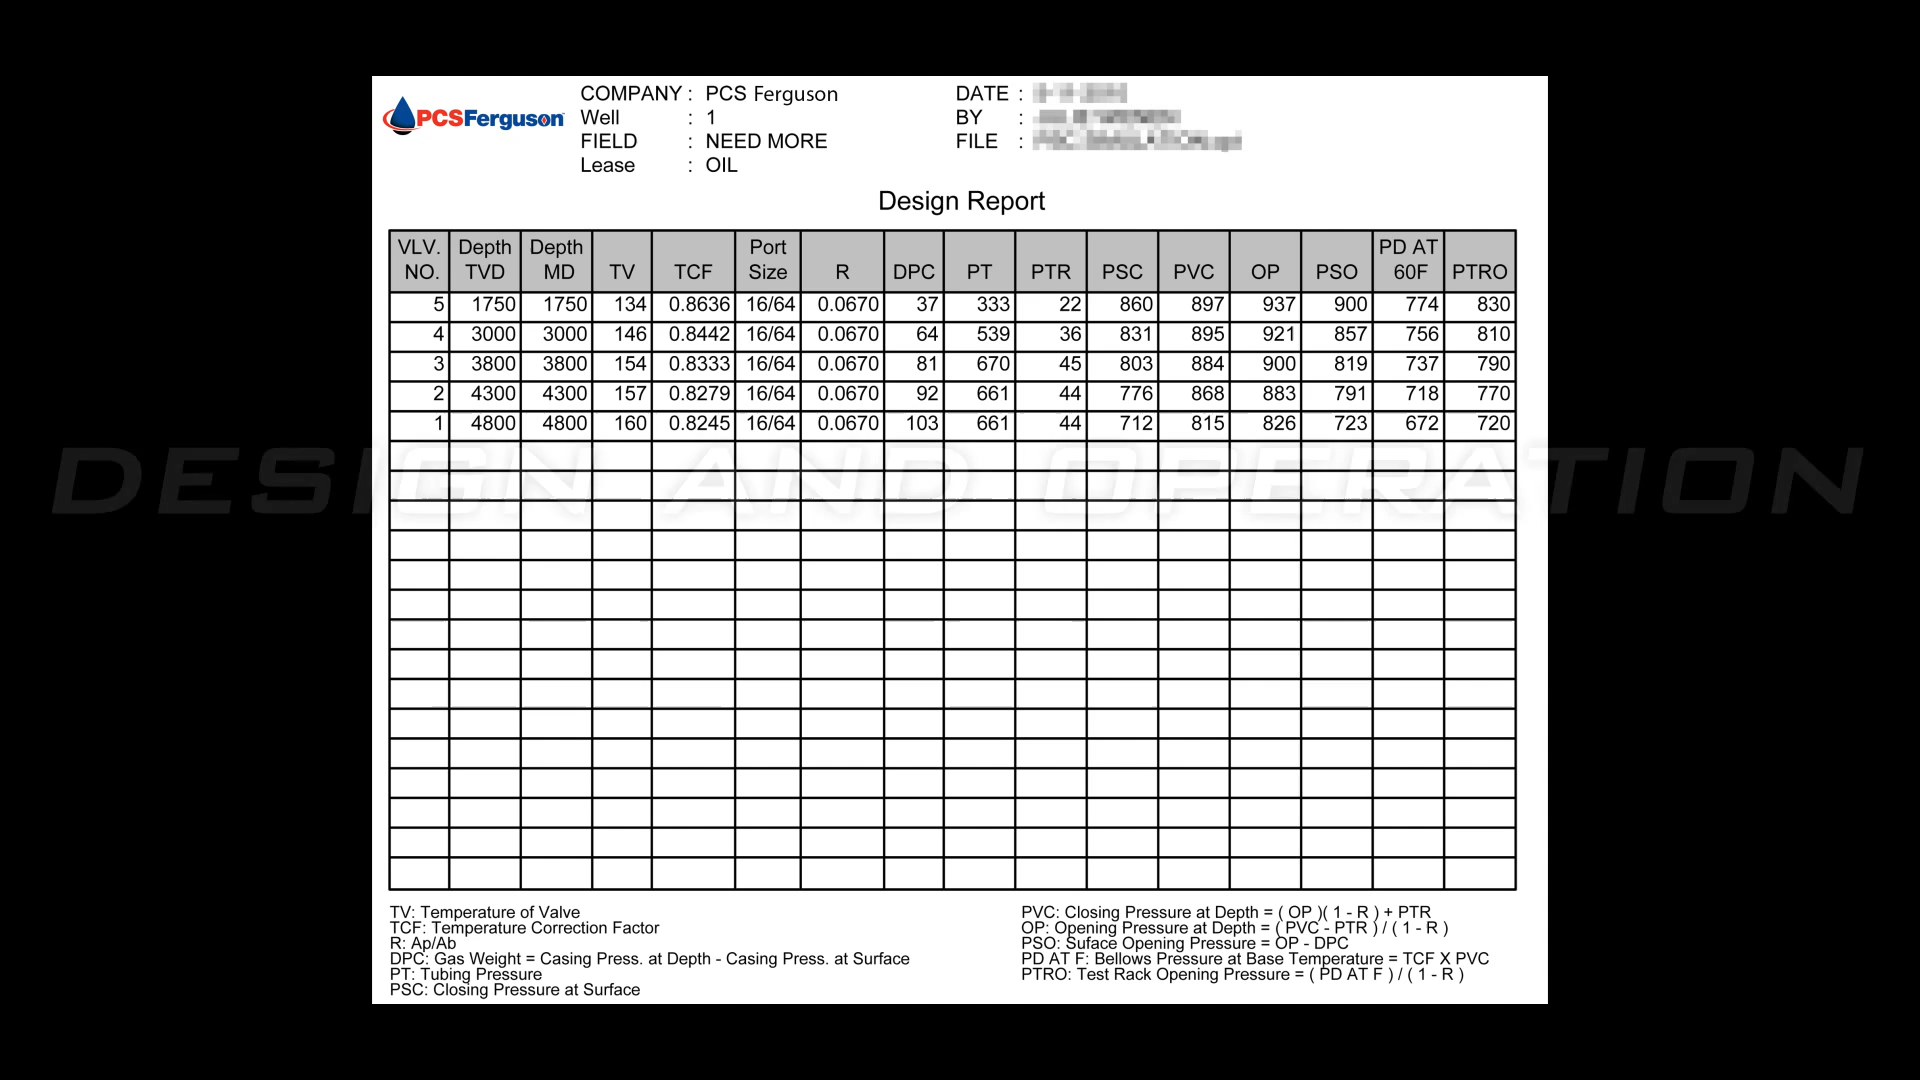 PCSFerguson
COMPANY : PCS Ferguson
Well : 1
FIELD : NEED MORE
Lease : OIL
DATE :
BY :
FILE :
Design Report
VLV. NO. Depth TVD Depth MD TV TCF Port Size R DPC PT PTR PSC PVC OP PSO PD AT 60F PTRO
5 1750 1750 134 0.8636 16/64 0.0670 37 333 22 860 897 937 900 774 830
4 3000 3000 146 0.8442 16/64 0.0670 64 539 36 831 895 921 857 756 810
3 3800 3800 154 0.8333 16/64 0.0670 81 670 45 803 884 900 819 737 790
2 4300 4300 157 0.8279 16/64 0.0670 92 661 44 776 868 883 791 718 770
1 4800 4800 160 0.8245 16/64 0.0670 103 661 44 712 815 826 723 672 720
DESIGN AND OPERATION
TV: Temperature of Valve
TCF: Temperature Correction Factor
R: Ap/Ab
DPC: Gas Weight = Casing Press. at Depth - Casing Press. at Surface
PT: Tubing Pressure
PSC: Closing Pressure at Surface
PVC: Closing Pressure at Depth = ( OP )( 1 - R ) + PTR
OP: Opening Pressure at Depth = ( PVC - PTR ) / ( 1 - R )
PSO: Suface Opening Pressure = OP - DPC
PD AT F: Bellows Pressure at Base Temperature = TCF X PVC
PTRO: Test Rack Opening Pressure = ( PD AT F ) / ( 1 - R )